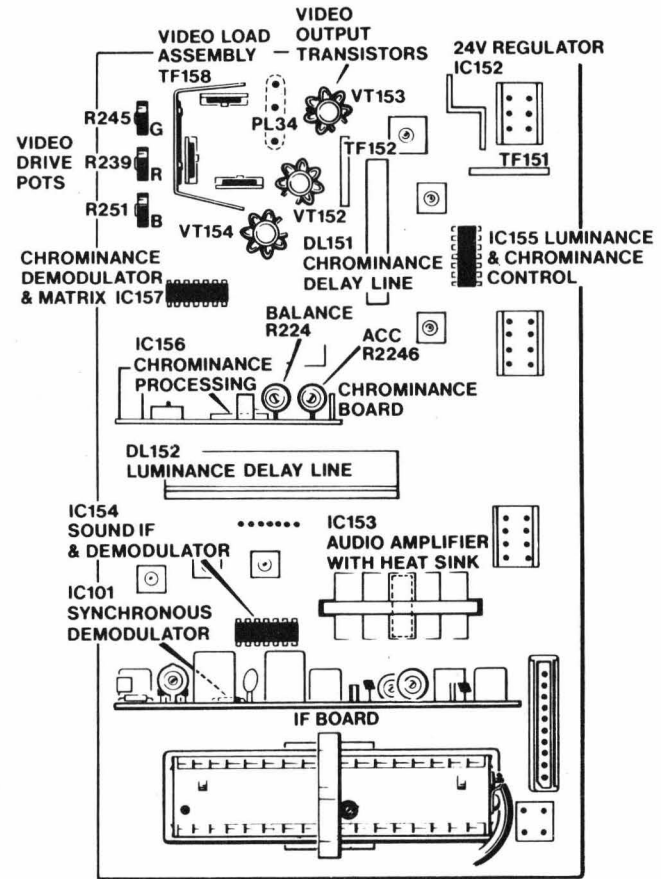 VIDEO LOAD
ASSEMBLY
TF158
VIDEO
OUTPUT
TRANSISTORS
24V REGULATOR
IC152
R245
G
VIDEO
DRIVE
POTS
R239
R
R251
B
PL34
VT153
TF152
TF151
VT152
VT154
DL151
CHROMINANCE
DELAY LINE
IC155 LUMINANCE
& CHROMINANCE
CONTROL
CHROMINANCE
DEMODULATOR
& MATRIX IC157
IC156
CHROMINANCE
PROCESSING
BALANCE
R224
ACC
R2246
CHROMINANCE
BOARD
DL152
LUMINANCE DELAY LINE
IC154
SOUND IF
& DEMODULATOR
IC153
AUDIO AMPLIFIER
WITH HEAT SINK
IC101
SYNCHRONOUS
DEMODULATOR
IF BOARD